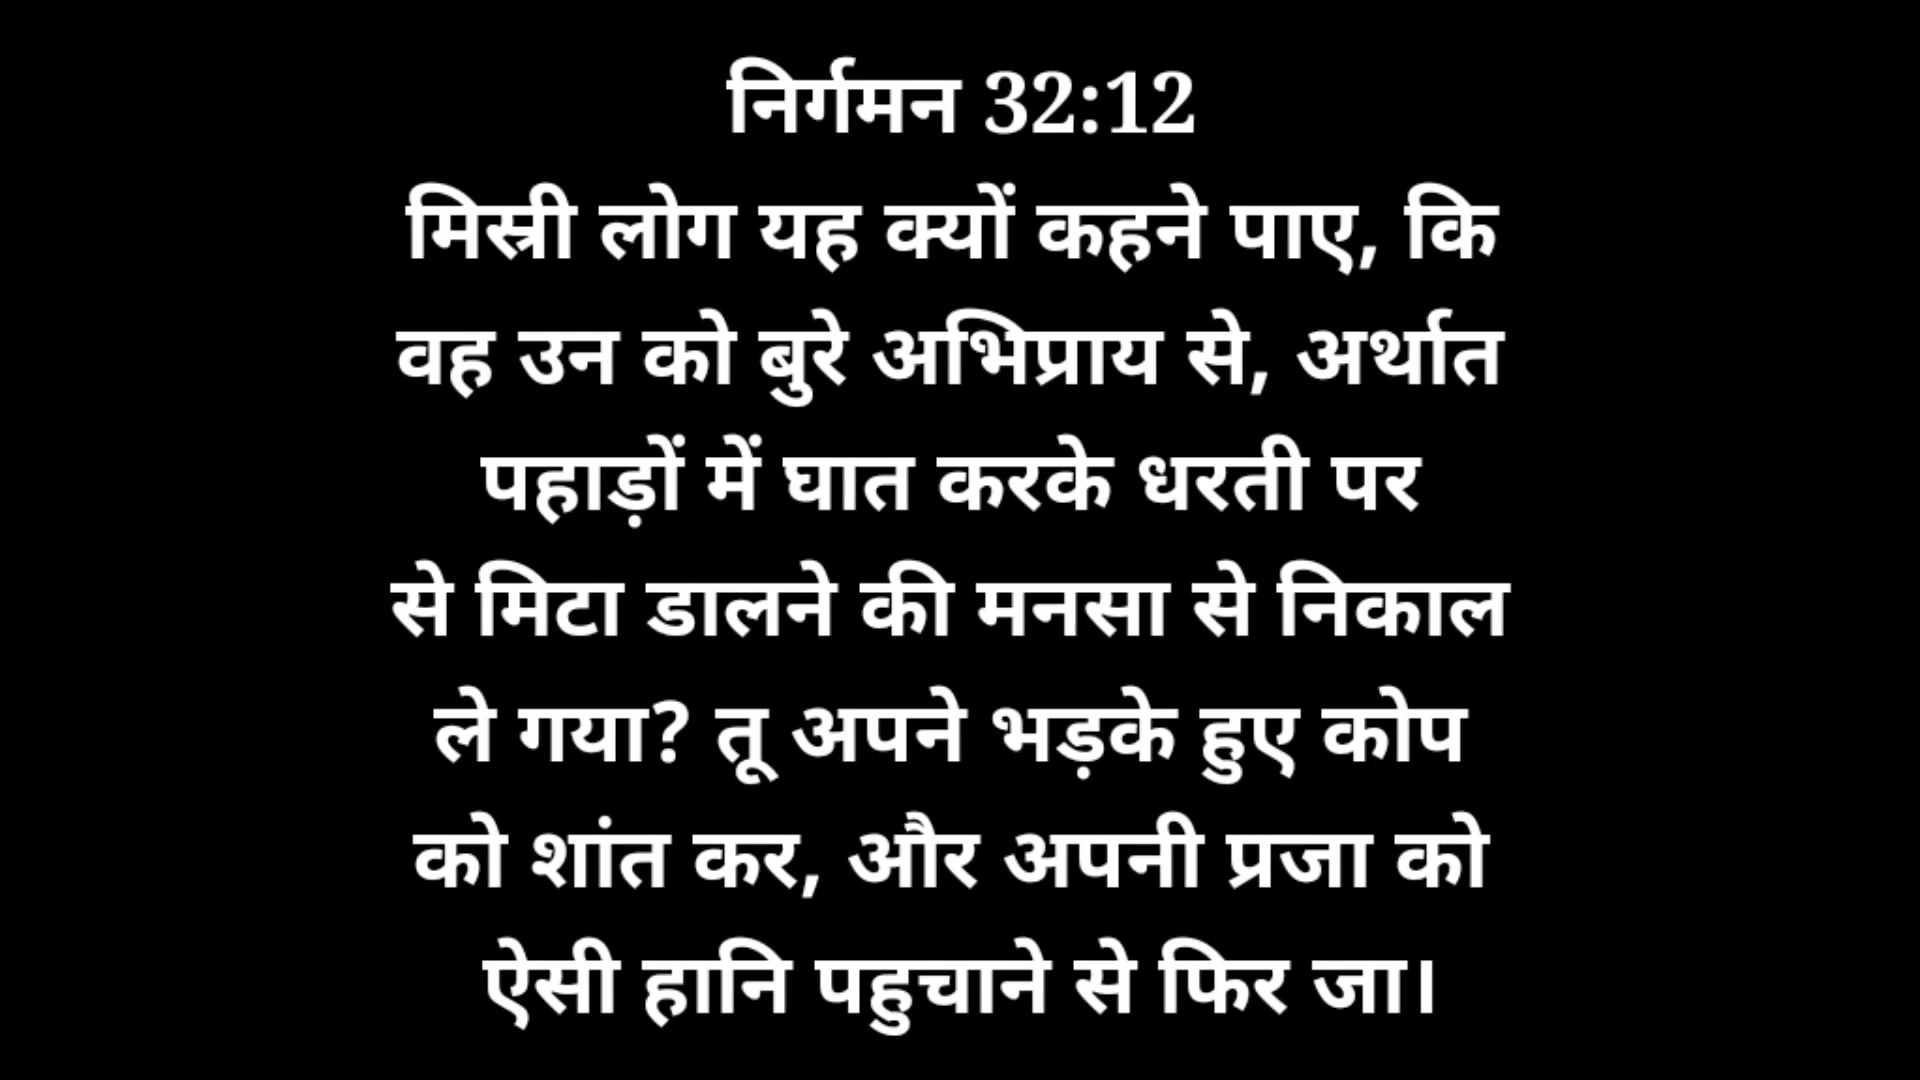 निर्गमन 32:12
मिस्री लोग यह क्यों कहने पाए, कि
वह उन को बुरे अभिप्राय से, अर्थात
पहाड़ों में घात करके धरती पर
से मिटा डालने की मनसा से निकाल
ले गया? तू अपने भड़के हुए कोप
को शांत कर, और अपनी प्रजा को
ऐसी हानि पहुचाने से फिर जा।